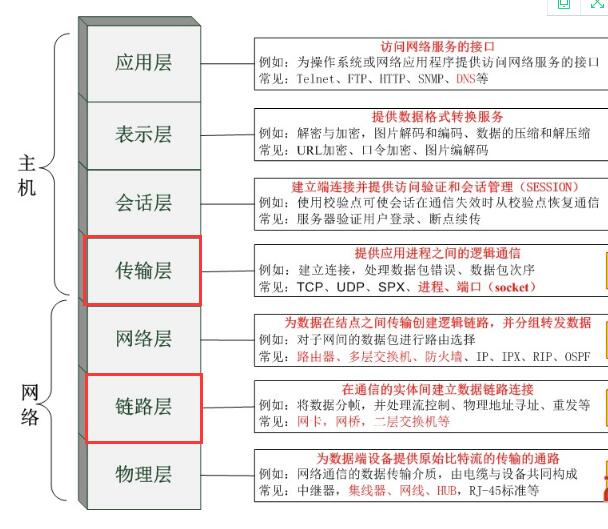 应用层
访问网络服务的接口
例如：为操作系统或网络应用程序提供访问网络服务的接口
常见：Telnet、FTP、HTTP、SNMP、DNS等
表示层
提供数据格式转换服务
例如：解密与加密，图片解码和编码、数据的压缩和解压缩
常见：URL加密、口令加密、图片编解码
主机
会话层
建立端连接并提供访问验证和会话管理（SESSION）
例如：使用校验点可使会话在通信失效时从校验点恢复通信
常见：服务器验证用户登录、断点续传
传输层
提供应用进程之间的逻辑通信
例如：建立连接，处理数据包错误、数据包次序
常见：TCP、UDP、SPX、进程、端口（socket）
网络层
为数据在结点之间传输创建逻辑链路，并分组转发数据
例如：对子网间的数据包进行路由选择
常见：路由器、多层交换机、防火墙、IP、IPX、RIP、OSPF
网络
链路层
在通信的实体间建立数据链路连接
例如：将数据分帧，并处理流控制、物理地址寻址、重发等
常见：网卡，网桥，二层交换机等
物理层
为数据端设备提供原始比特流的传输的通路
例如：网络通信的数据传输介质，由电缆与设备共同构成
常见：中继器，集线器、网线、HUB，RJ-45标准等